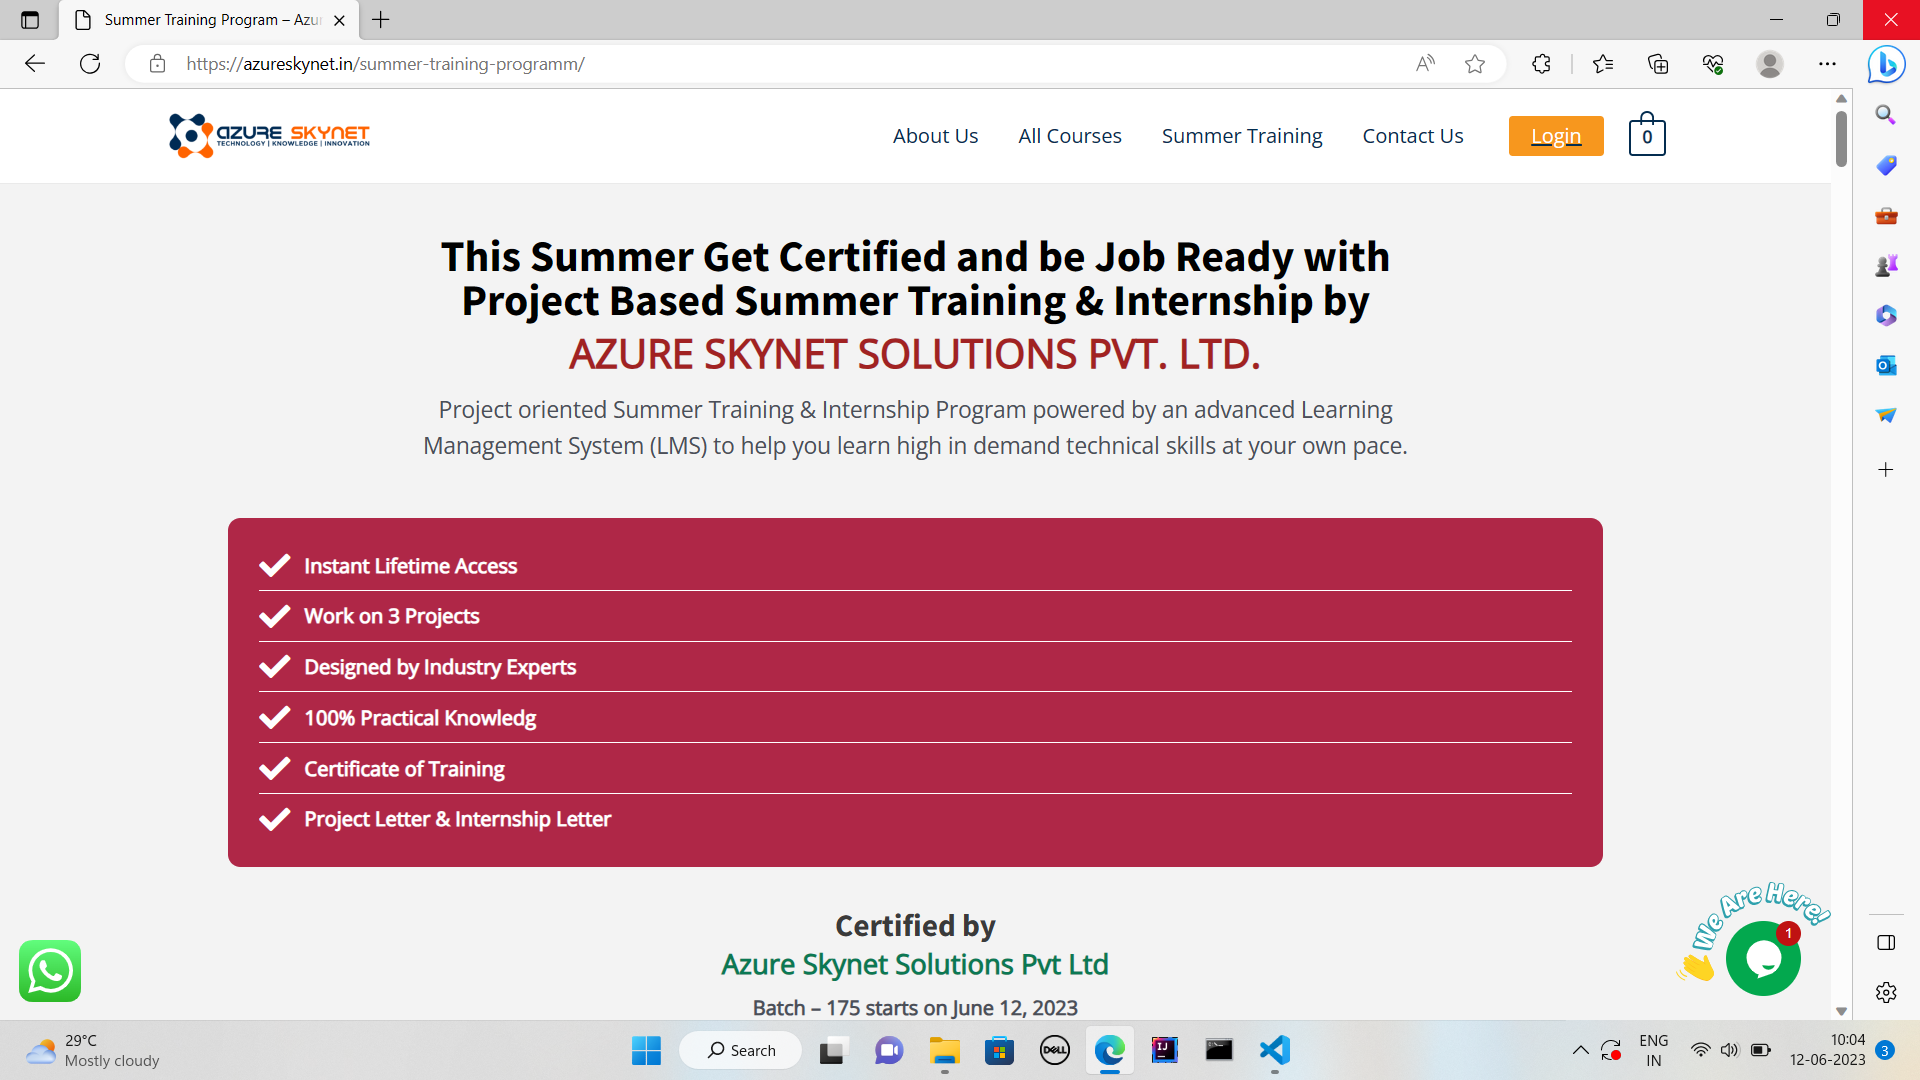 Summer Training Program – Azur
https://azureskynet.in/summer-training-programm/
AZURE SKYNET
TECHNOLOGY | KNOWLEDGE | INNOVATION
About Us
All Courses
Summer Training
Contact Us
Login
0
This Summer Get Certified and be Job Ready with
Project Based Summer Training & Internship by
AZURE SKYNET SOLUTIONS PVT. LTD.
Project oriented Summer Training & Internship Program powered by an advanced Learning
Management System (LMS) to help you learn high in demand technical skills at your own pace.
Instant Lifetime Access
Work on 3 Projects
Designed by Industry Experts
100% Practical Knowledg
Certificate of Training
Project Letter & Internship Letter
Certified by
Azure Skynet Solutions Pvt Ltd
Batch – 175 starts on June 12, 2023
We Are Here!
1
29°C
Mostly cloudy
Search
DELL
IJ
ENG
IN
10:04
12-06-2023
3